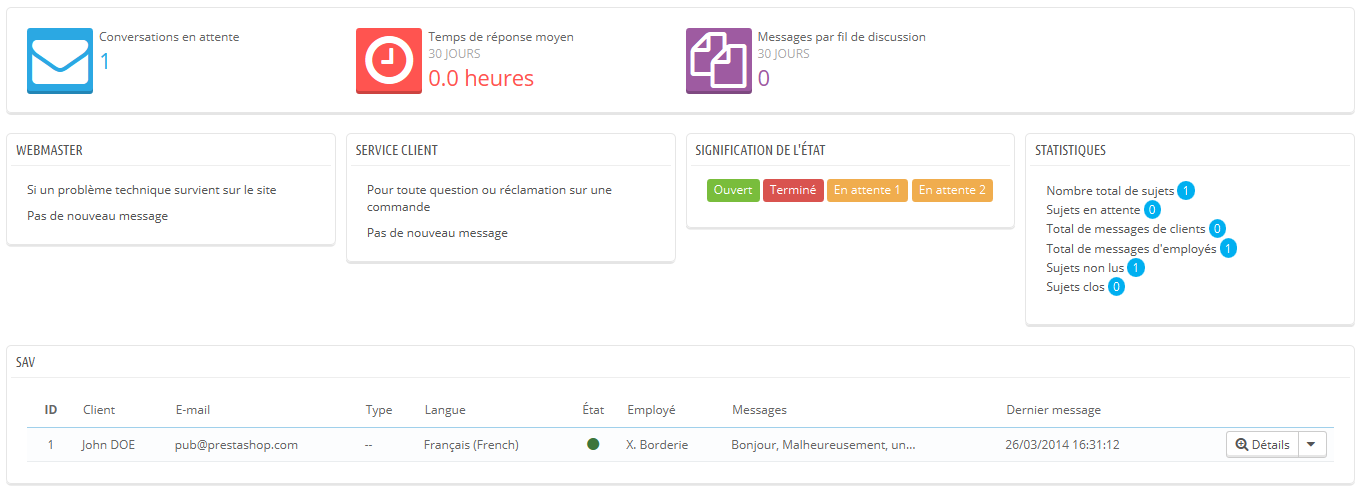 Conversations en attente
1
Temps de réponse moyen
30 JOURS
0.0 heures
Messages par fil de discussion
30 JOURS
0
WEBMASTER
Si un problème technique survient sur le site
Pas de nouveau message
SERVICE CLIENT
Pour toute question ou réclamation sur une
commande
Pas de nouveau message
SIGNIFICATION DE L'ÉTAT
Ouvert Terminé En attente 1 En attente 2
STATISTIQUES
Nombre total de sujets 1
Sujets en attente 0
Total de messages de clients 0
Total de messages d'employés 1
Sujets non lus 1
Sujets clos 0
SAV
ID Client E-mail Type Langue État Employé Messages Dernier message
1 John DOE pub@prestashop.com -- Français (French) X. Borderie Bonjour, Malheureusement, un... 26/03/2014 16:31:12 Détails